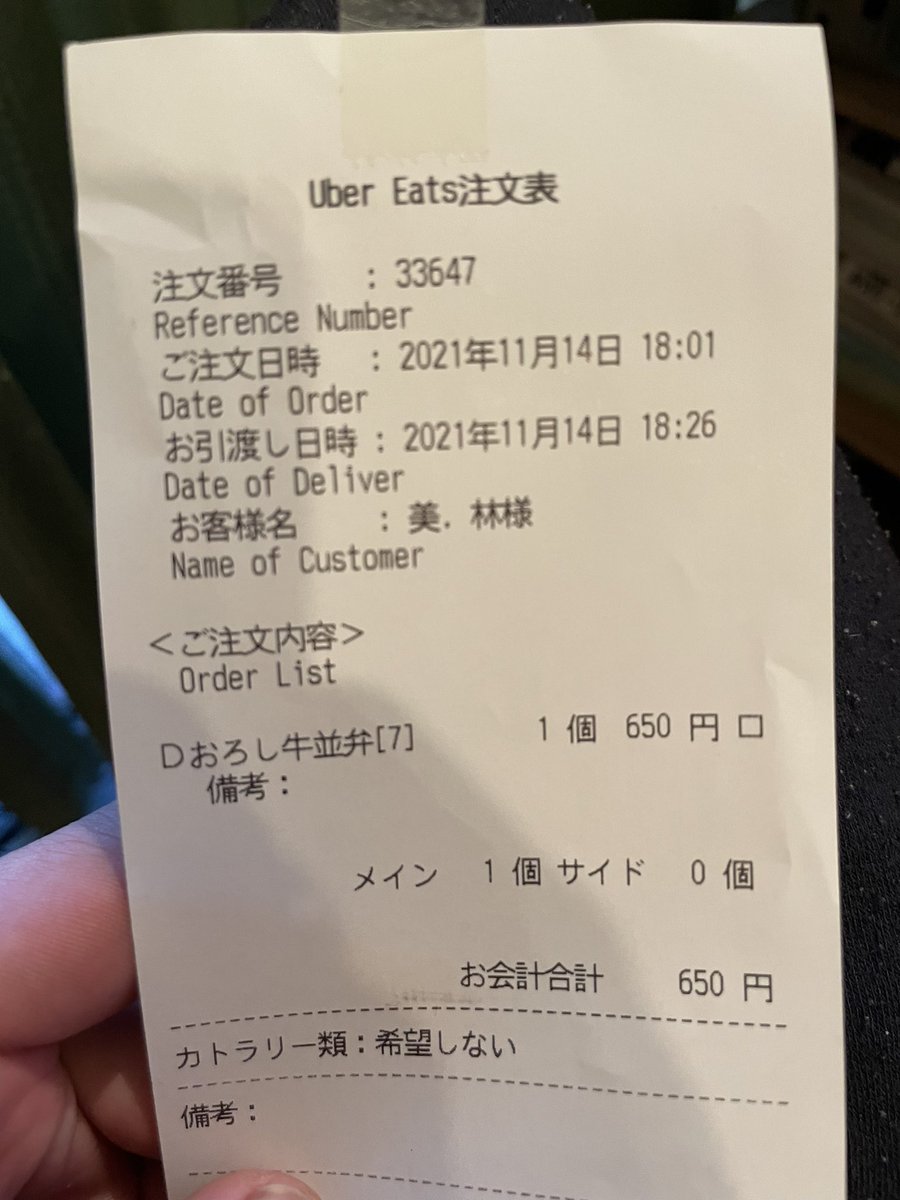 Uber Eats注文表
注文番号 : 33647
Reference Number
ご注文日時 : 2021年11月14日 18:01
Date of Order
お引渡し日時 : 2021年11月14日 18:26
Date of Deliver
お客様名 : 美. 林様
Name of Customer
<ご注文内容>
Order List
Dおろし牛並弁[7] 1 個 650 円 口
備考:
メイン 1 個 サイド 0 個
お会計合計 650 円
カトラリー類:希望しない
備考: